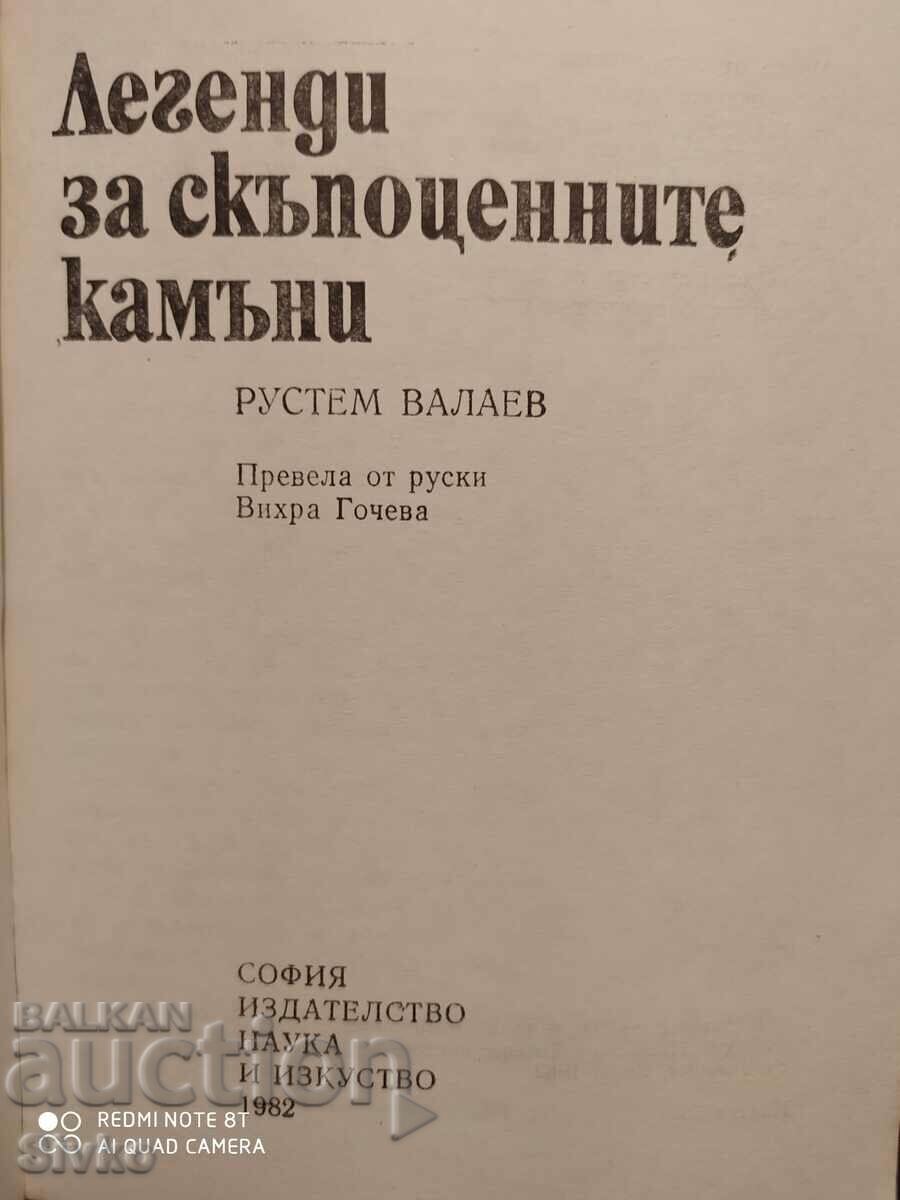 Легенди
за скъпоценните
камъни
РУСТЕМ ВАЛАЕВ
Превела от руски
Вихра Гочева
СОФИЯ
ИЗДАТЕЛСТВО
НАУКА
И ИЗКУСТВО
1982
BALKAN
auction
REDMI NOTE 8T
AI QUAD CAMERA
Sivko